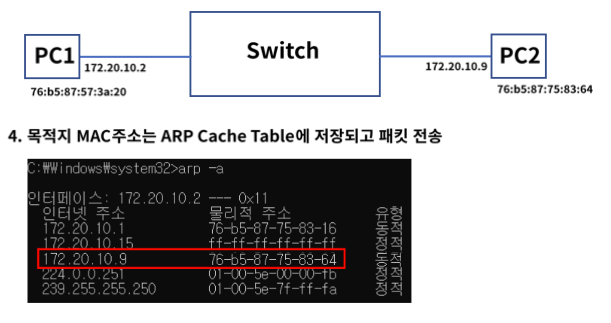 PC1
Switch
PC2
172.20.10.2
172.20.10.9
76:b5:87:57:3a:20
76:b5:87:75:83:64
4. 목적지 MAC주소는 ARP Cache Table에 저장되고 패킷 전송
C:₩Windows₩system32>arp -a
인터페이스: 172.20.10.2 --- 0x11
인터넷 주소 물리적 주소 유형
172.20.10.1 76-b5-87-75-83-16 동적
172.20.10.15 ff-ff-ff-ff-ff-ff 정적
172.20.10.9 76-b5-87-75-83-64 동적
224.0.0.251 01-00-5e-00-00-fb 정적
239.255.255.250 01-00-5e-7f-ff-fa 정적